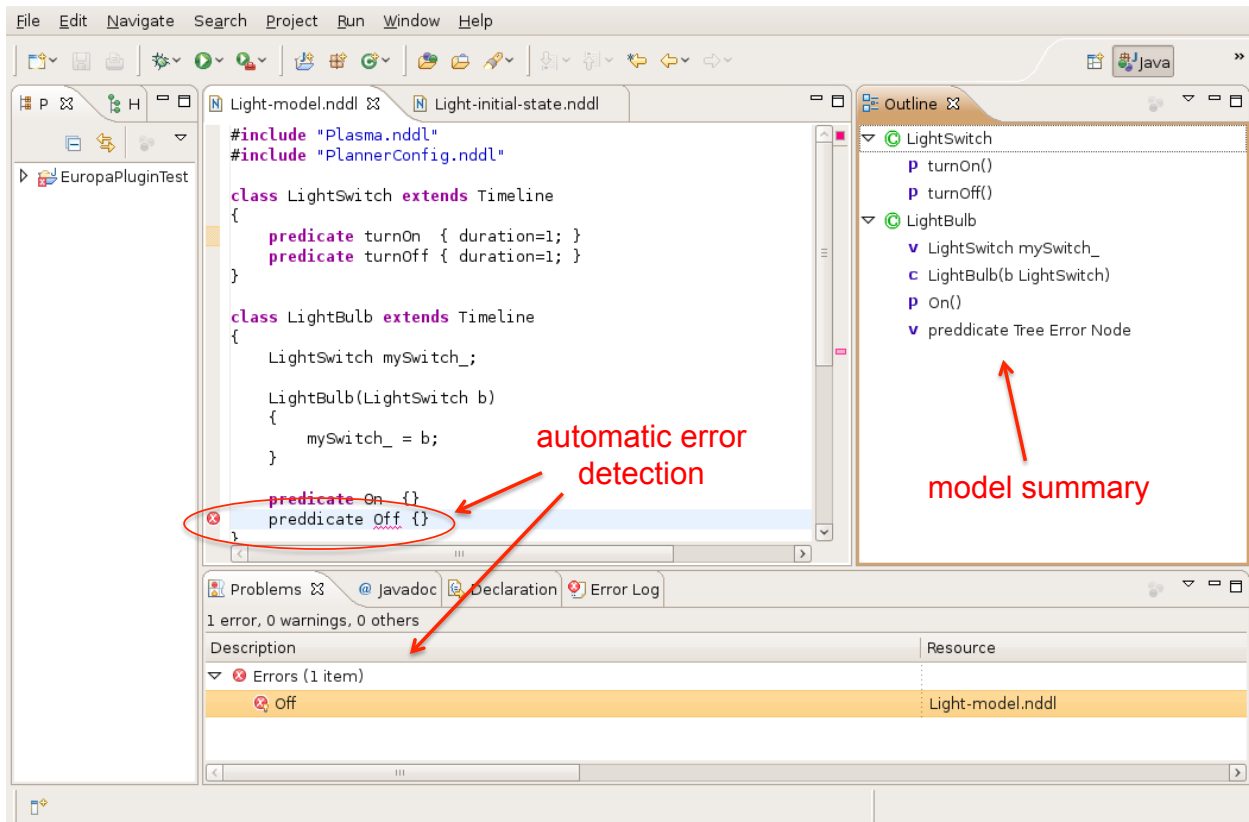 File Edit Navigate Search Project Run Window Help
Java
»
P H
EuropaPluginTest
Light-model.nddl Light-initial-state.nddl
#include "Plasma.nddl"
#include "PlannerConfig.nddl"
class LightSwitch extends Timeline
{
predicate turnOn { duration=1; }
predicate turnOff { duration=1; }
}
class LightBulb extends Timeline
{
LightSwitch mySwitch_;
LightBulb(LightSwitch b)
{
mySwitch_ = b;
}
predicate On {}
preddicate Off {}
}
automatic error
detection
Outline
LightSwitch
turnOn()
turnOff()
LightBulb
LightSwitch mySwitch_
LightBulb(b LightSwitch)
On()
preddicate Tree Error Node
model summary
Problems @ Javadoc Declaration Error Log
1 error, 0 warnings, 0 others
Description Resource
Errors (1 item)
Off Light-model.nddl